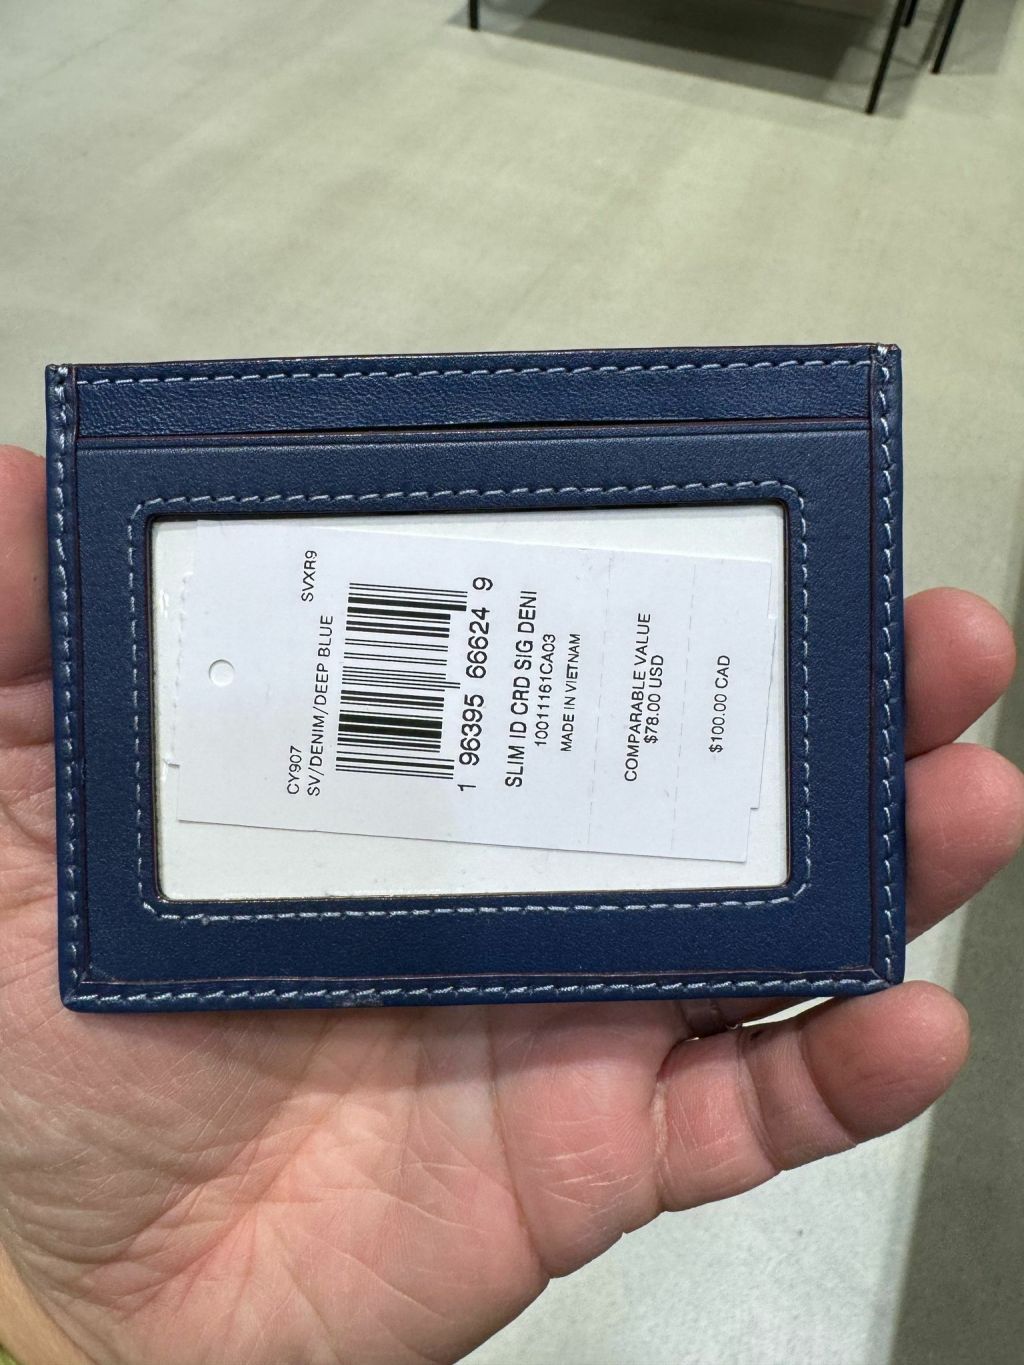 CY907
SV/DENIM/DEEP BLUE SVXR9
1 96395 66624 9
SLIM ID CRD SIG DENI
10011161CA03
MADE IN VIETNAM
COMPARABLE VALUE
$78.00 USD
$100.00 CAD